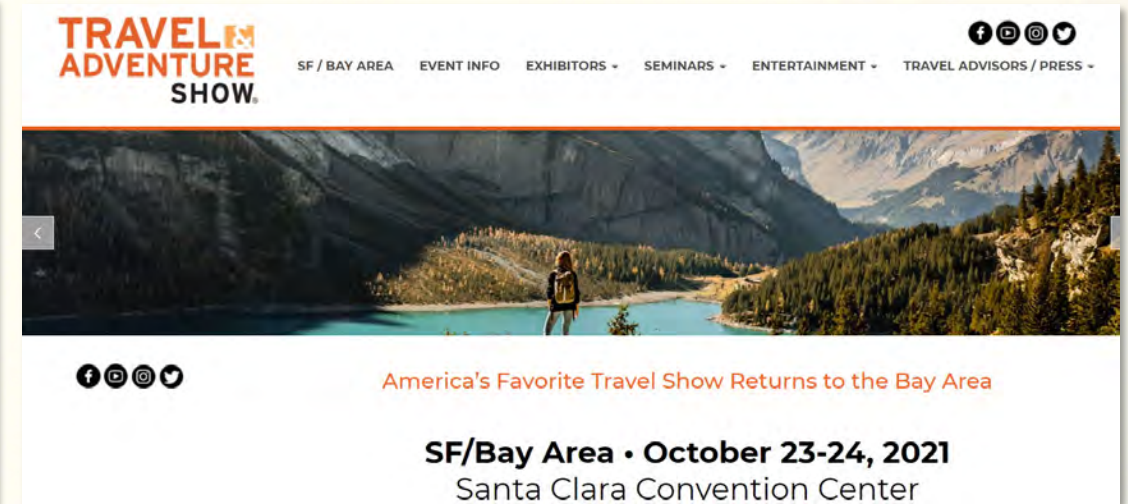 TRAVEL &
ADVENTURE
SHOW®
SF / BAY AREA EVENT INFO EXHIBITORS SEMINARS ENTERTAINMENT TRAVEL ADVISORS / PRESS
America's Favorite Travel Show Returns to the Bay Area
SF/Bay Area • October 23-24, 2021
Santa Clara Convention Center